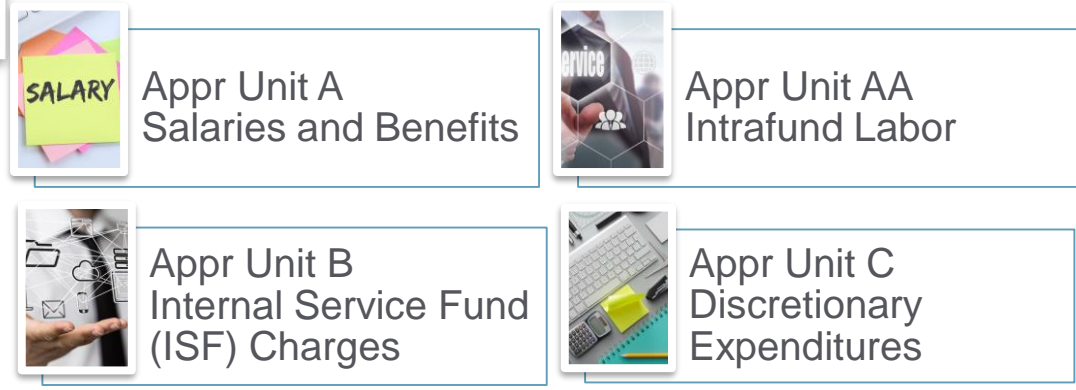 SALARY
Appr Unit A
Salaries and Benefits
ervice
Appr Unit AA
Intrafund Labor
Appr Unit B
Internal Service Fund
(ISF) Charges
Appr Unit C
Discretionary
Expenditures